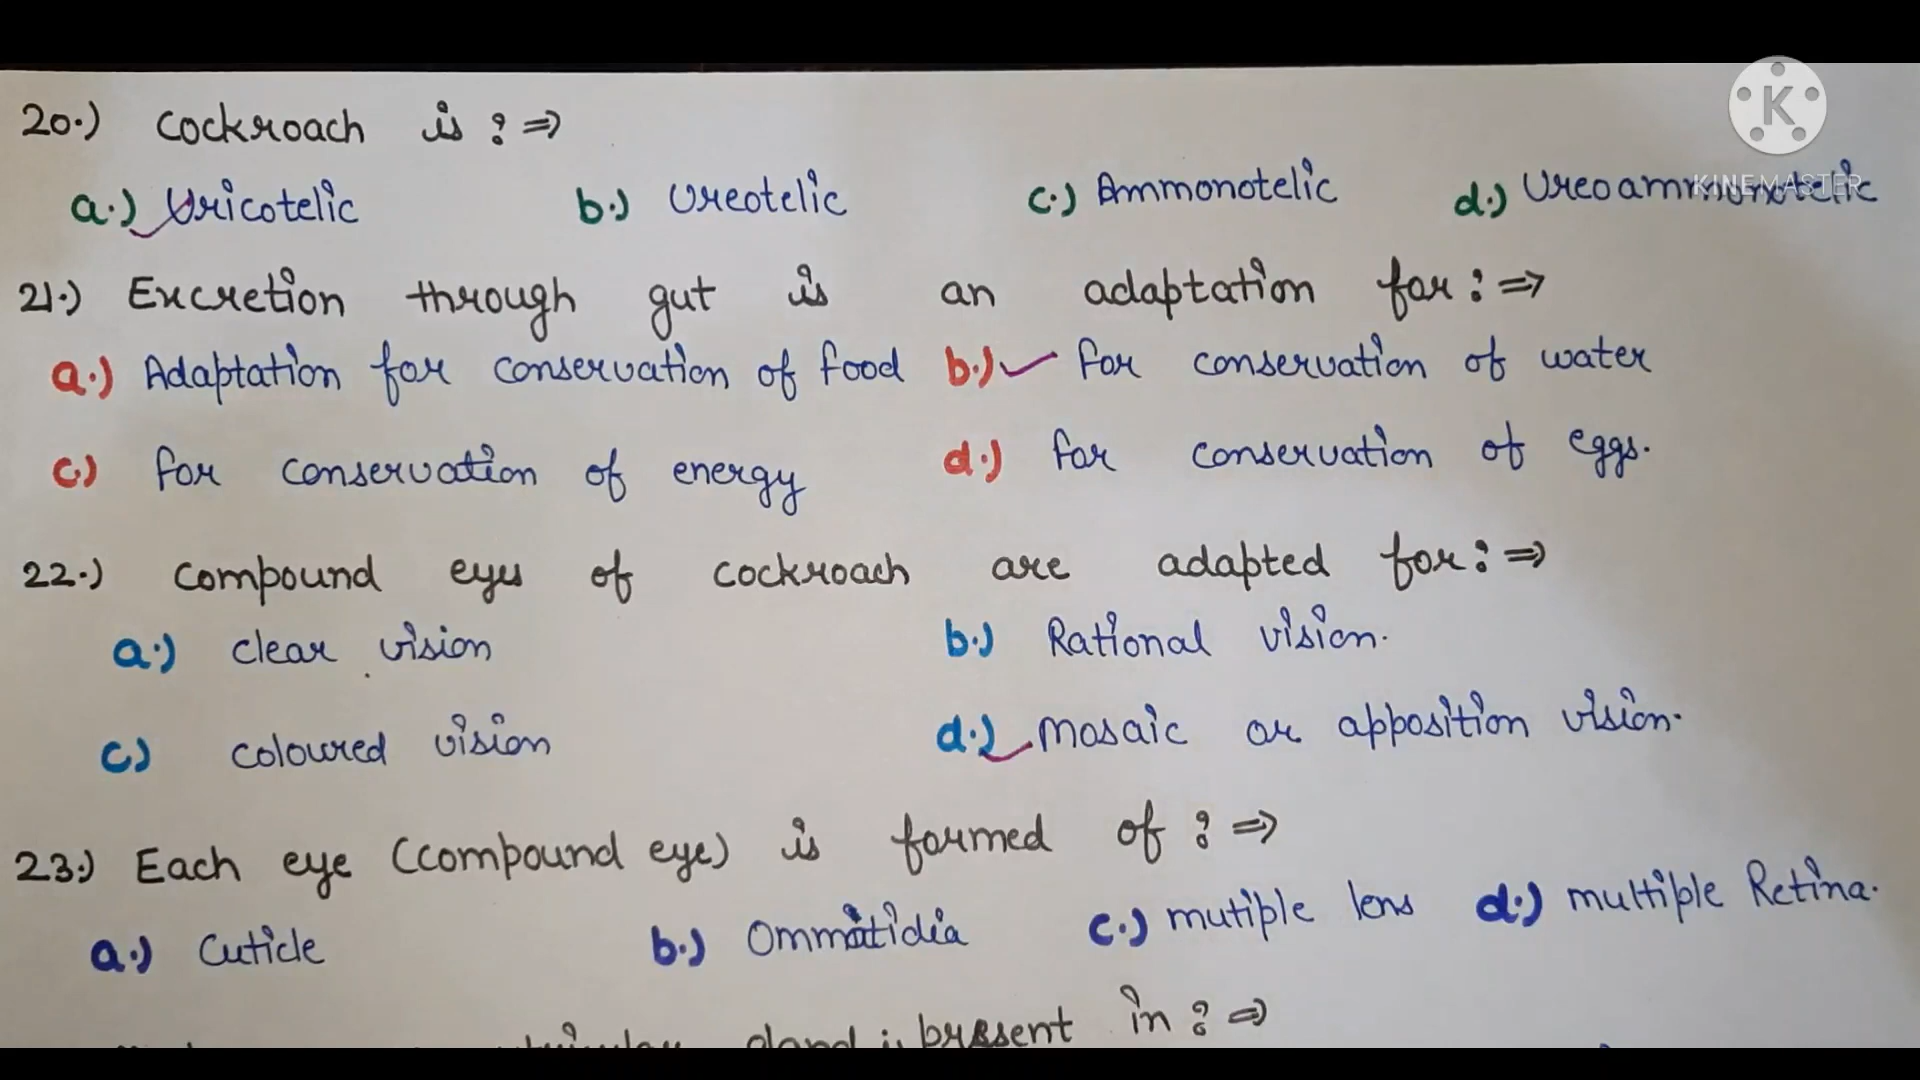 20.) Cockroach is : ⇒
a.) Uricotelic b.) Ureotelic c.) Ammonotelic d.) Ureoammonotelic
KINEMASTER
21.) Excretion through gut is an adaptation for : ⇒
a.) Adaptation for conservation of food b.) for conservation of water
c.) for conservation of energy d.) for conservation of eggs.
22.) Compound eyes of cockroach are adapted for : ⇒
a.) clear vision b.) Rational vision.
c.) coloured vision d.) mosaic or apposition vision.
23.) Each eye (compound eye) is formed of : ⇒
a.) Cuticle b.) Ommatidia c.) mutiple lens d.) multiple Retina.
gland is present in : ⇒